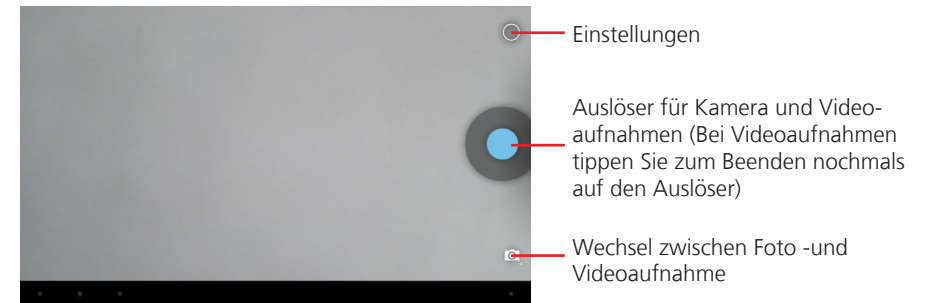 Einstellungen
Auslöser für Kamera und Video-
aufnahmen (Bei Videoaufnahmen
tippen Sie zum Beenden nochmals
auf den Auslöser)
Wechsel zwischen Foto -und
Videoaufnahme